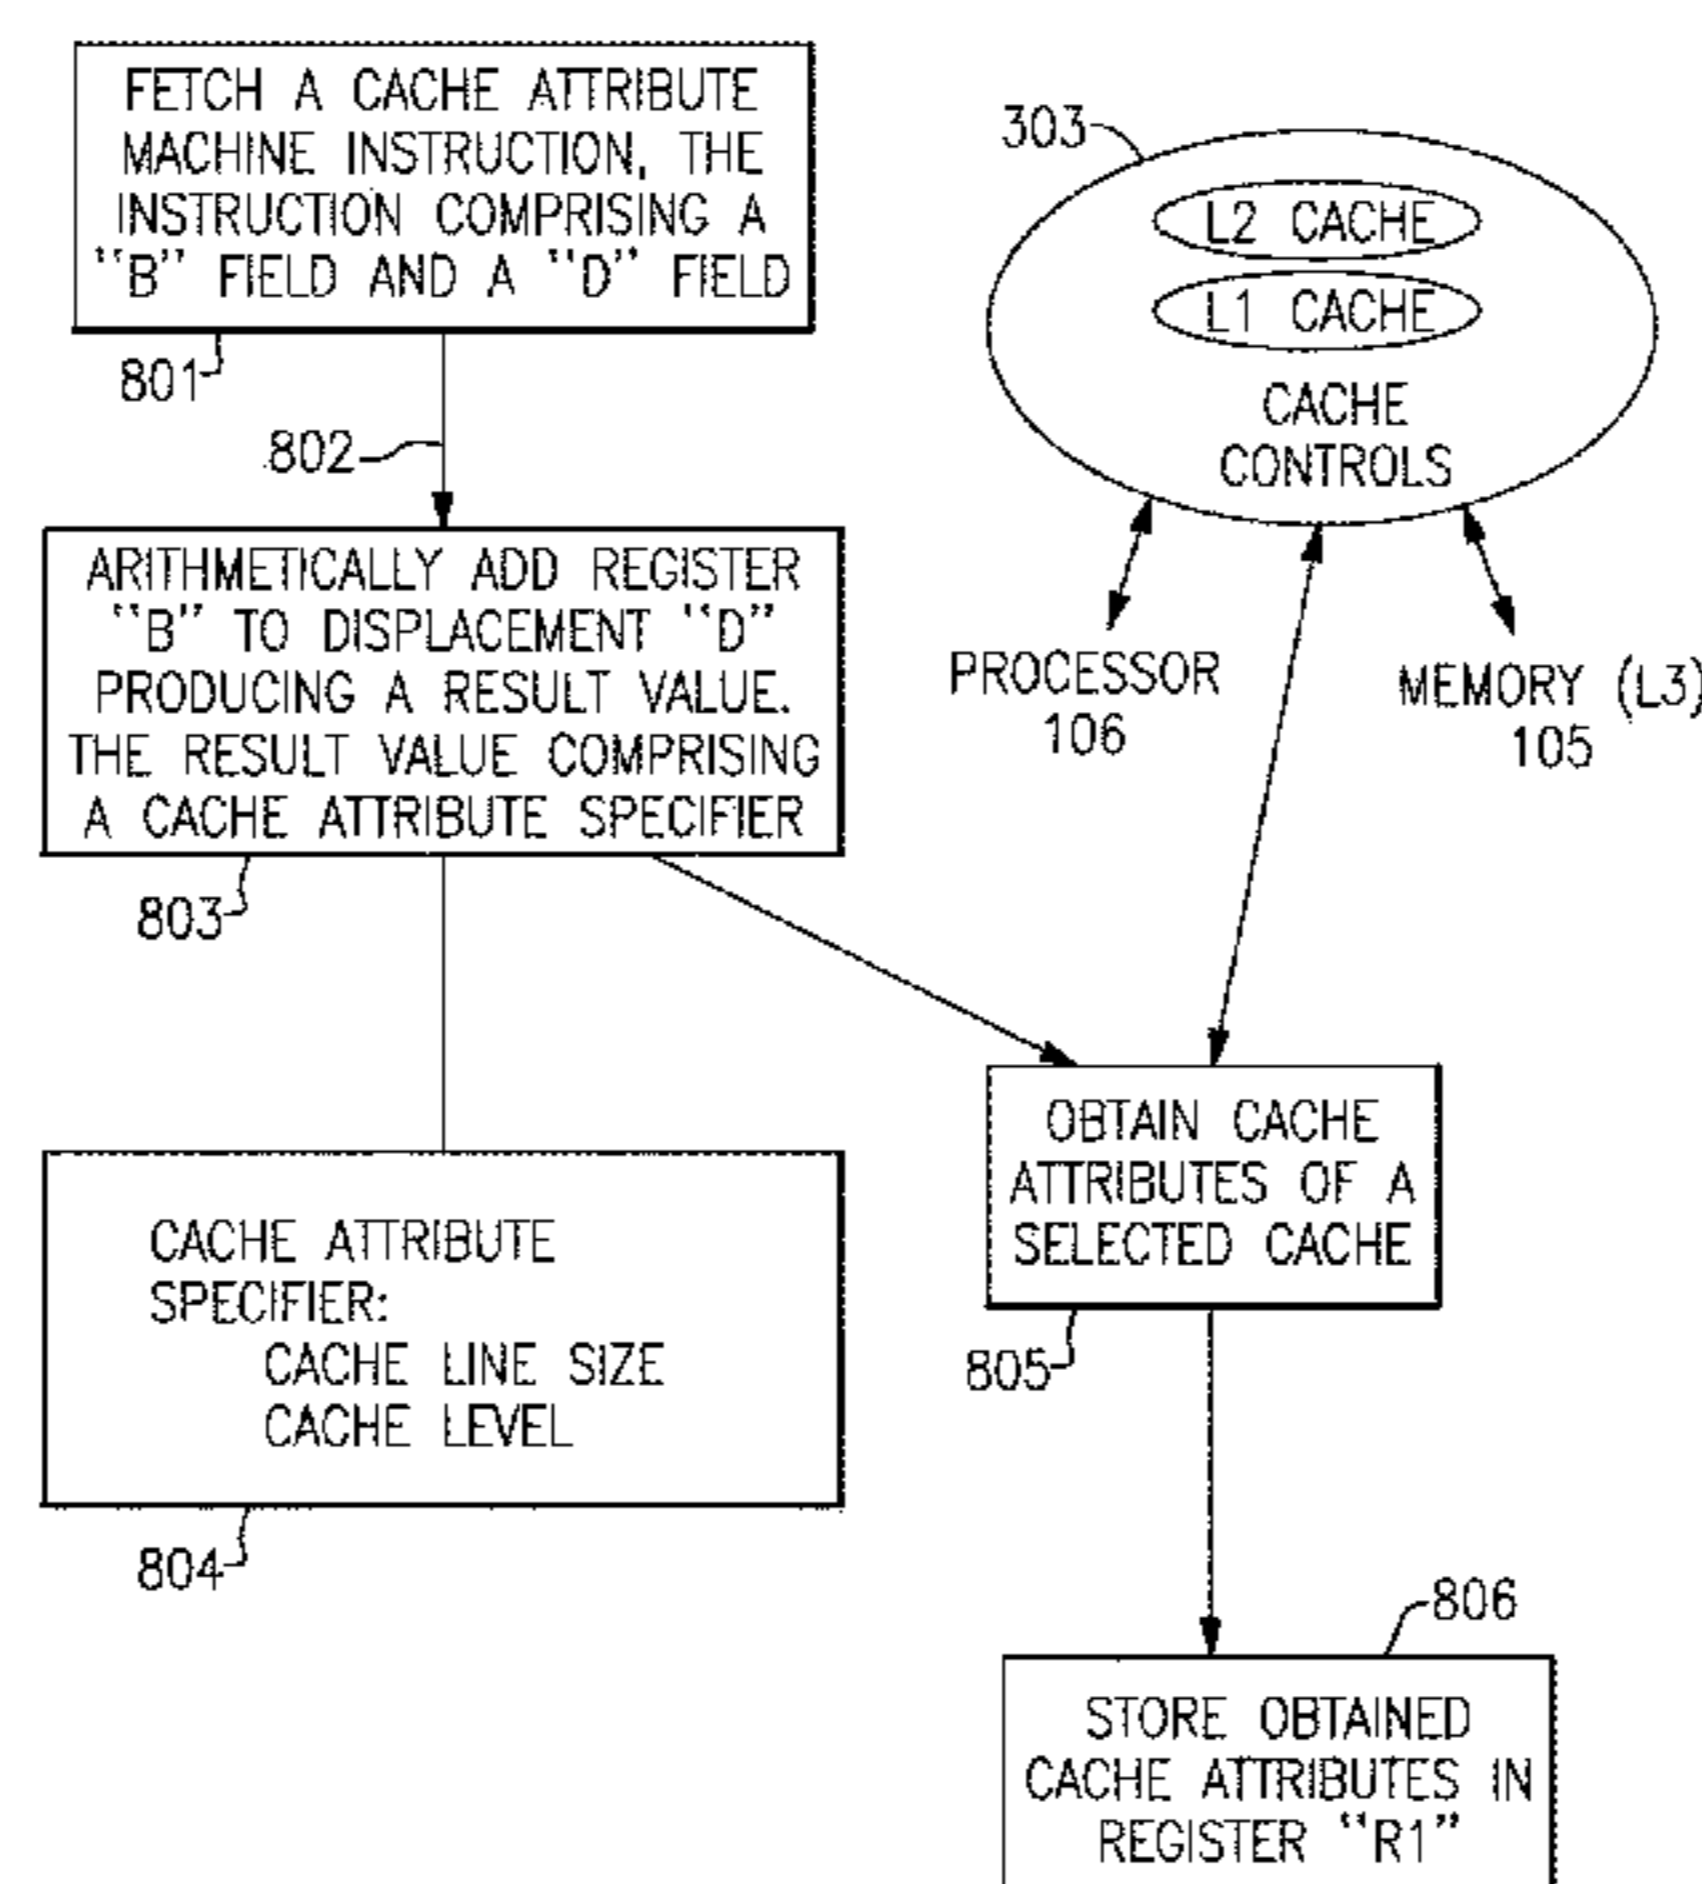 FETCH A CACHE ATTRIBUTE
MACHINE INSTRUCTION, THE
INSTRUCTION COMPRISING A
"B" FIELD AND A "D" FIELD
801
802
ARITHMETICALLY ADD REGISTER
"B" TO DISPLACEMENT "D"
PRODUCING A RESULT VALUE.
THE RESULT VALUE COMPRISING
A CACHE ATTRIBUTE SPECIFIER
803
CACHE ATTRIBUTE
SPECIFIER:
CACHE LINE SIZE
CACHE LEVEL
804
303
L2 CACHE
L1 CACHE
CACHE
CONTROLS
PROCESSOR
106
MEMORY (L3)
105
OBTAIN CACHE
ATTRIBUTES OF A
SELECTED CACHE
805
806
STORE OBTAINED
CACHE ATTRIBUTES IN
REGISTER "R1"